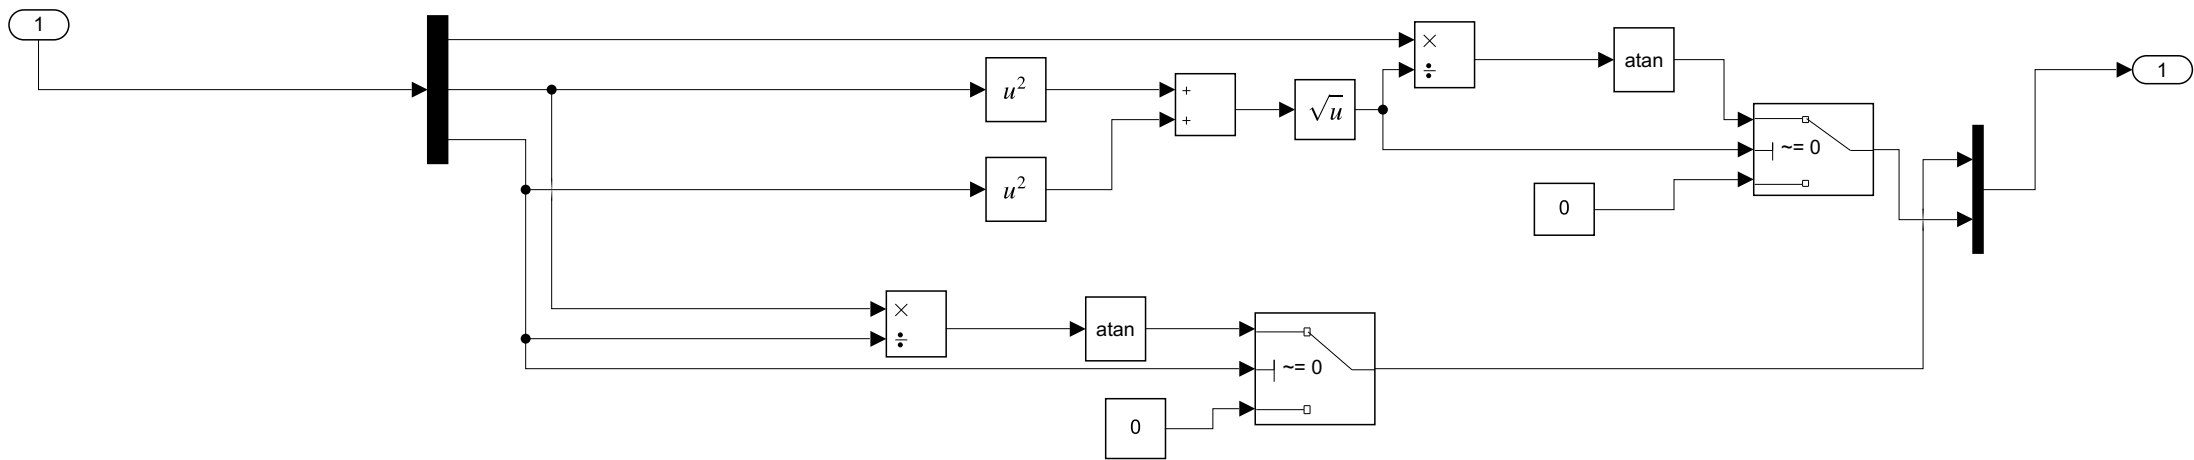 1
×
÷
atan
u²
+
+
√u
~= 0
1
u²
0
×
÷
atan
~= 0
0